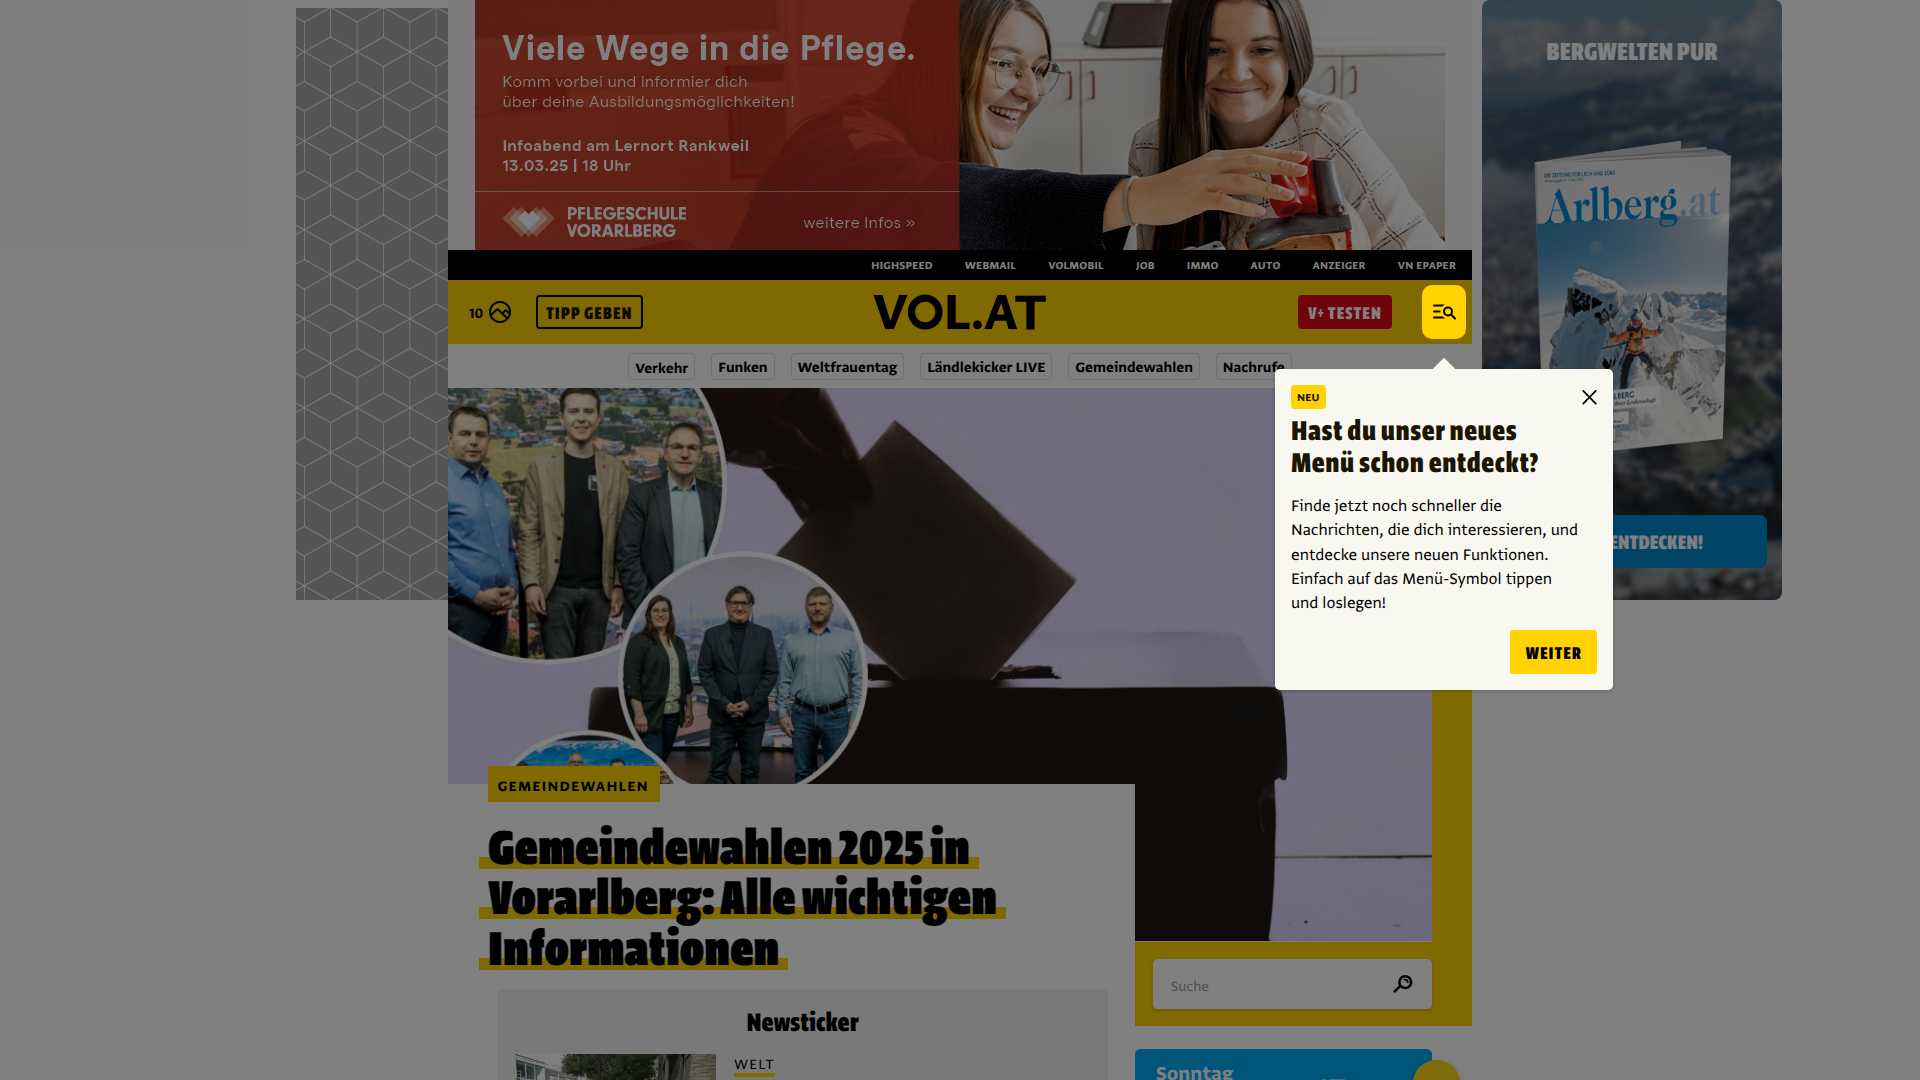 Viele Wege in die Pflege.
Komm vorbei und informier dich
über deine Ausbildungsmöglichkeiten!
Infoabend am Lernort Rankweil
13.03.25 | 18 Uhr
PFLEGESCHULE
VORARLBERG
weitere Infos »
BERGWELTEN PUR
Arlberg.at
ENTDECKEN!
HIGHSPEED
WEBMAIL
VOLMOBIL
JOB
IMMO
AUTO
ANZEIGER
VN EPAPER
10
TIPP GEBEN
VOL.AT
V+ TESTEN
Verkehr
Funken
Weltfrauentag
Ländlekicker LIVE
Gemeindewahlen
Nachrufe
NEU
Hast du unser neues
Menü schon entdeckt?
Finde jetzt noch schneller die
Nachrichten, die dich interessieren, und
entdecke unsere neuen Funktionen.
Einfach auf das Menü-Symbol tippen
und loslegen!
WEITER
GEMEINDEWAHLEN
Gemeindewahlen 2025 in
Vorarlberg: Alle wichtigen
Informationen
Suche
Newsticker
WELT
Sonntag